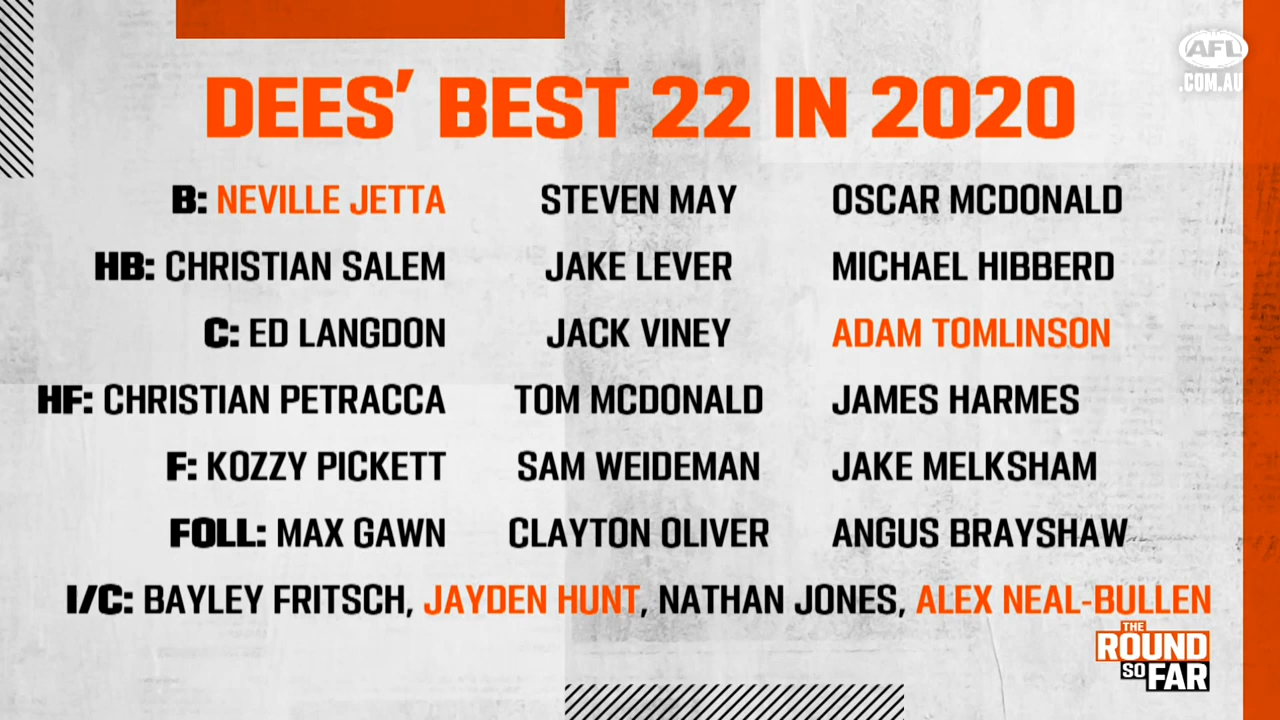 AFL
.COM.AU
DEES' BEST 22 IN 2020
B: NEVILLE JETTA STEVEN MAY OSCAR MCDONALD
HB: CHRISTIAN SALEM JAKE LEVER MICHAEL HIBBERD
C: ED LANGDON JACK VINEY ADAM TOMLINSON
HF: CHRISTIAN PETRACCA TOM MCDONALD JAMES HARMES
F: KOZZY PICKETT SAM WEIDEMAN JAKE MELKSHAM
FOLL: MAX GAWN CLAYTON OLIVER ANGUS BRAYSHAW
I/C: BAYLEY FRITSCH, JAYDEN HUNT, NATHAN JONES, ALEX NEAL-BULLEN
THE
ROUND
SO FAR